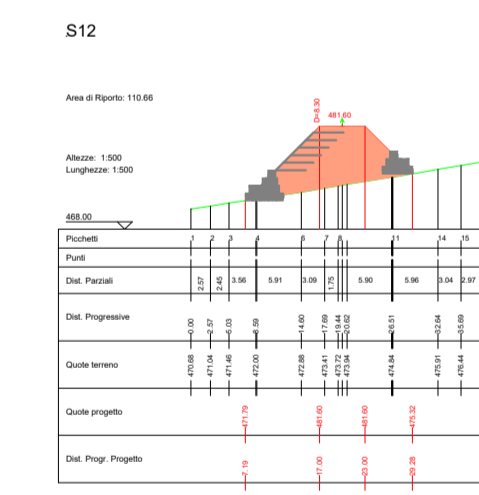 S12
Area di Riporto: 110.66
D=8.30
481.60
Altezze: 1:500
Lunghezze: 1:500
468.00
Picchetti 1 2 3 4 6 7 8 11 14 15
Punti
Dist. Parziali 2.57 2.45 3.56 5.91 3.09 1.75 5.90 5.96 3.04 2.97
Dist. Progressive 0.00 2.57 5.03 8.59 14.60 17.69 19.44 20.62 26.51 32.64 35.69
Quote terreno 470.68 471.04 471.46 472.00 472.88 473.41 473.72 473.94 474.84 475.91 476.44
Quote progetto 471.79 481.60 481.60 475.32
Dist. Progr. Progetto 7.19 17.00 23.00 29.28